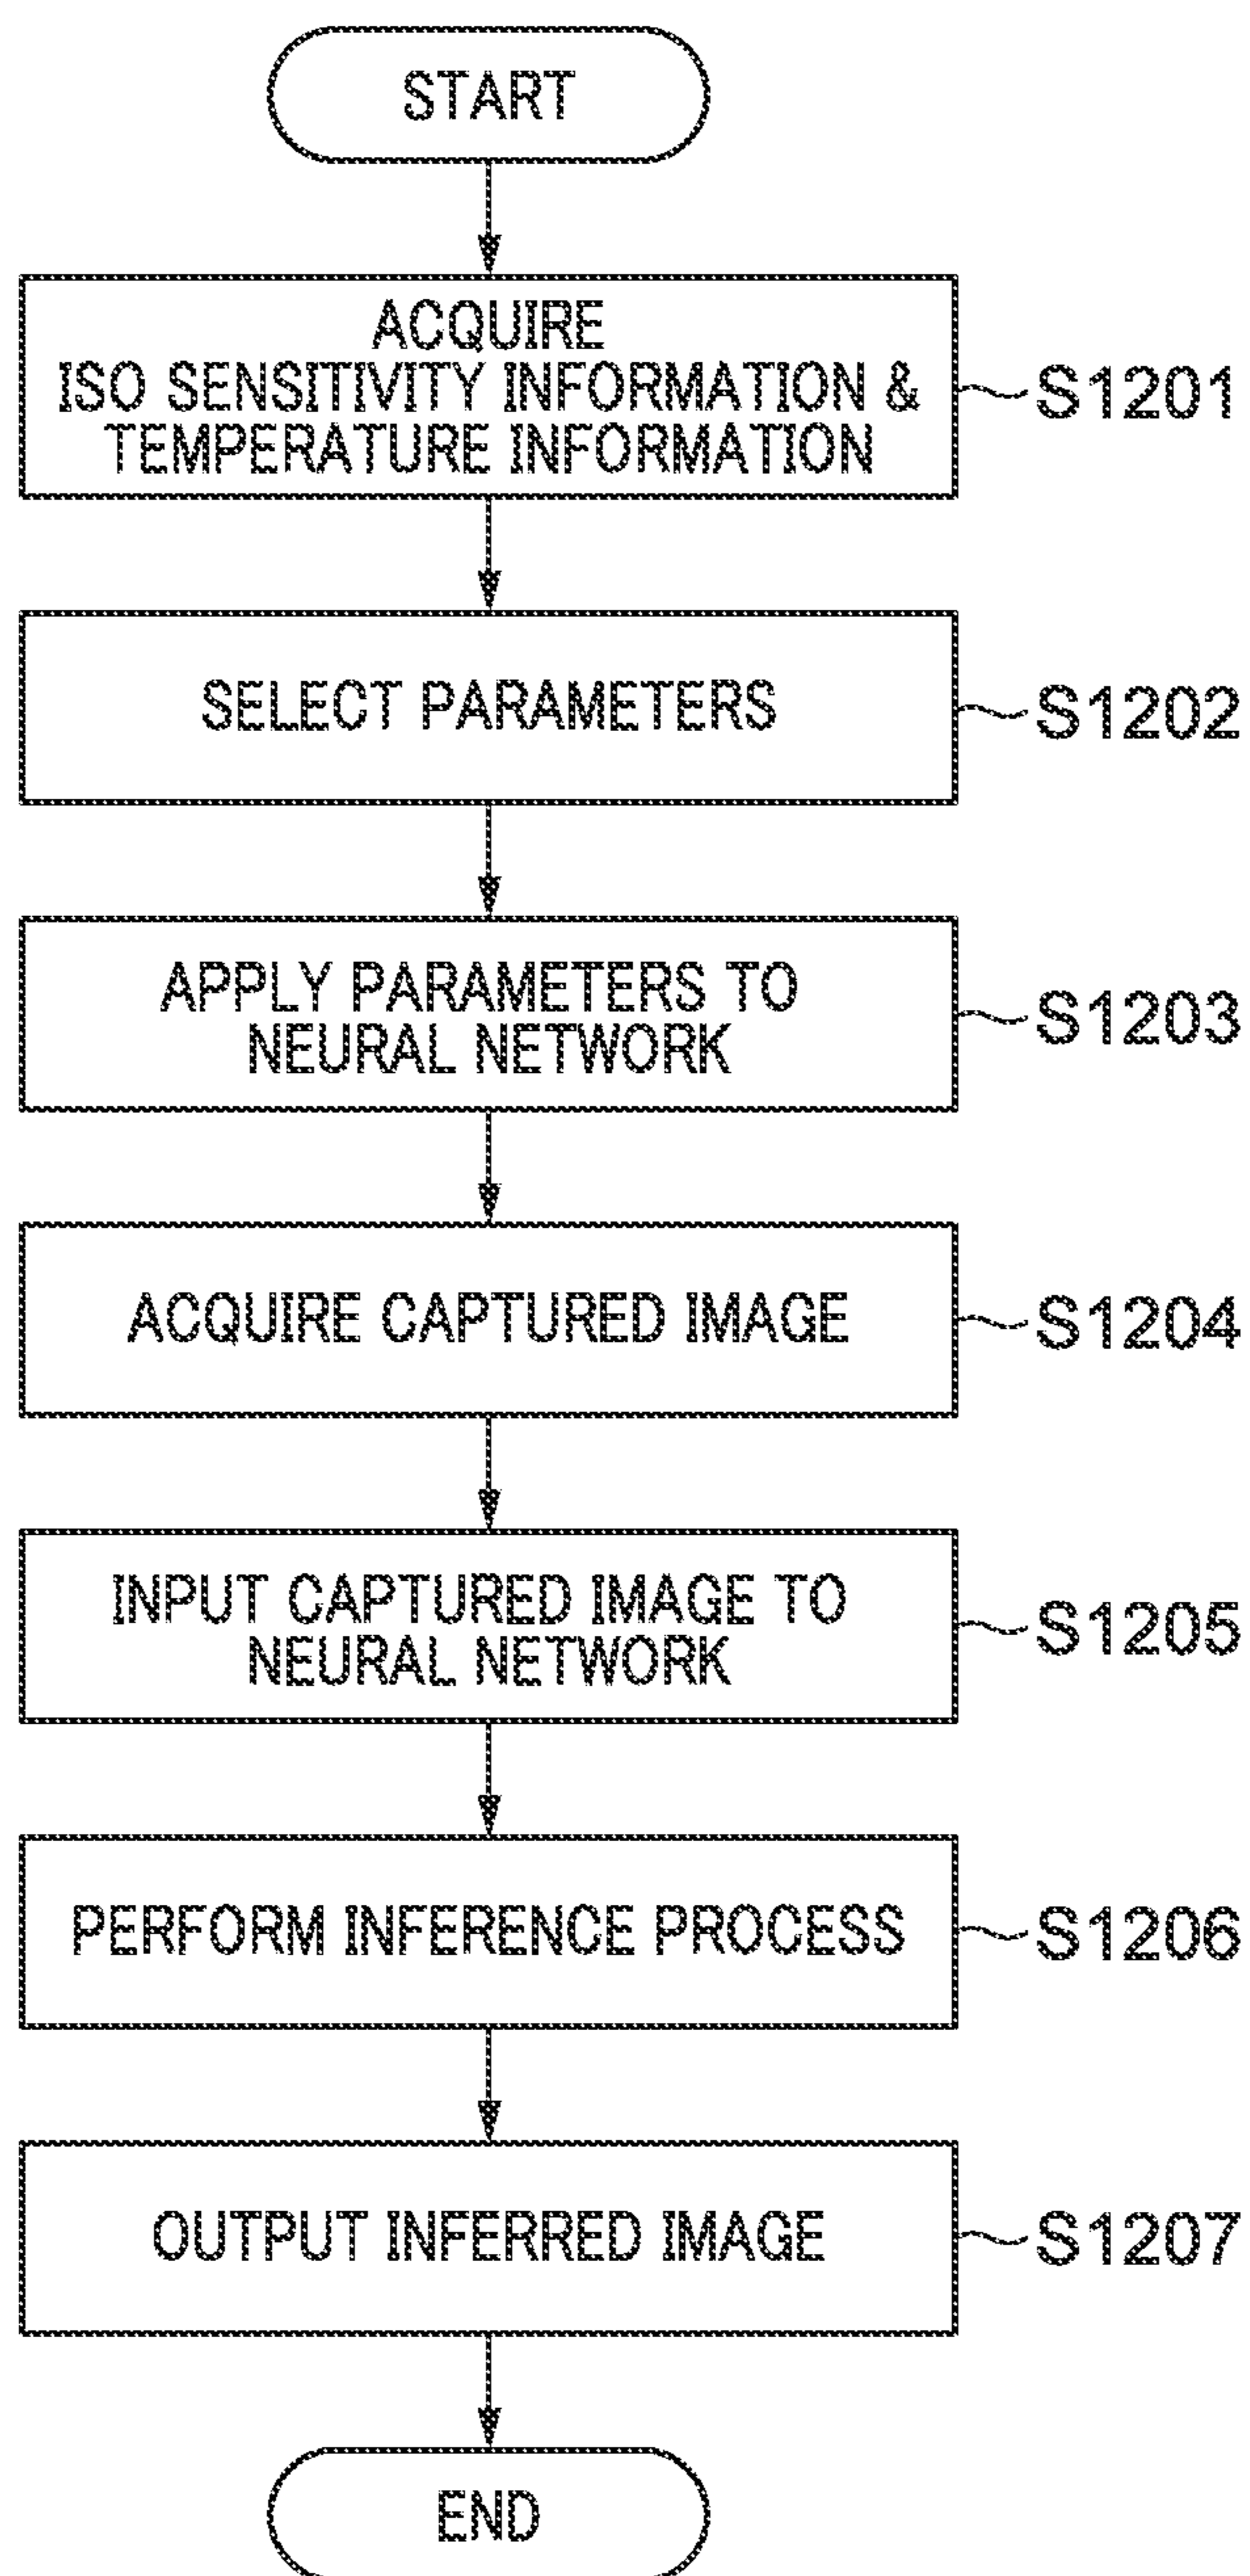 START
ACQUIRE
ISO SENSITIVITY INFORMATION &
TEMPERATURE INFORMATION
S1201
SELECT PARAMETERS
S1202
APPLY PARAMETERS TO
NEURAL NETWORK
S1203
ACQUIRE CAPTURED IMAGE
S1204
INPUT CAPTURED IMAGE TO
NEURAL NETWORK
S1205
PERFORM INFERENCE PROCESS
S1206
OUTPUT INFERRED IMAGE
S1207
END